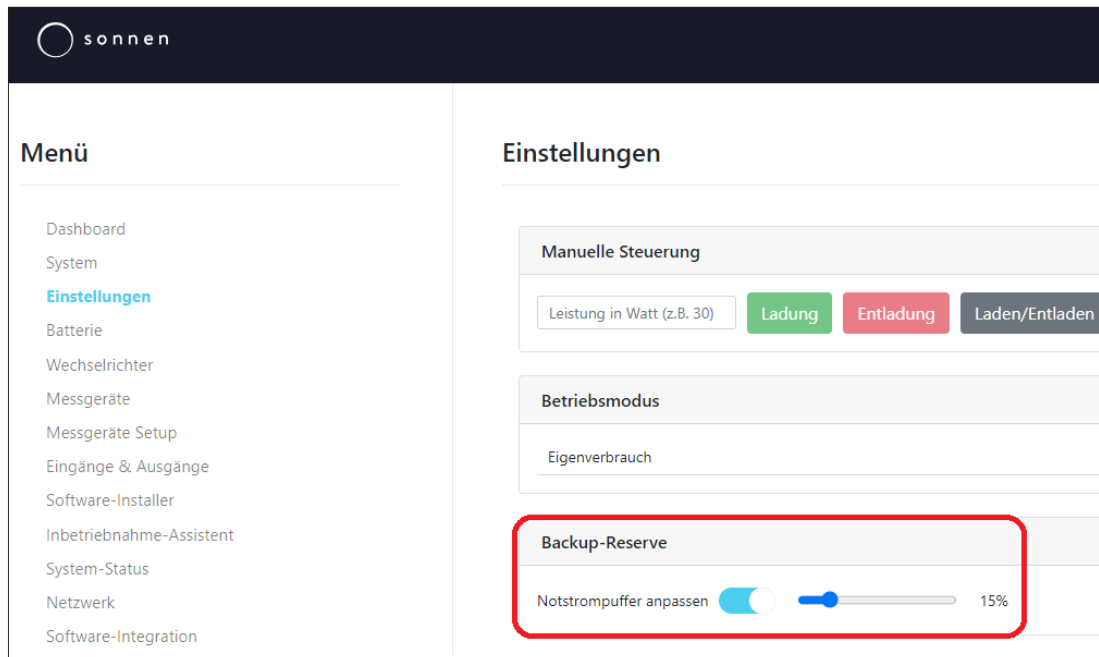 sonnen
Menü
Dashboard
System
Einstellungen
Batterie
Wechselrichter
Messgeräte
Messgeräte Setup
Eingänge & Ausgänge
Software-Installer
Inbetriebnahme-Assistent
System-Status
Netzwerk
Software-Integration
Einstellungen
Manuelle Steuerung
Leistung in Watt (z.B. 30) Ladung Entladung Laden/Entladen
Betriebsmodus
Eigenverbrauch
Backup-Reserve
Notstrompuffer anpassen 15%